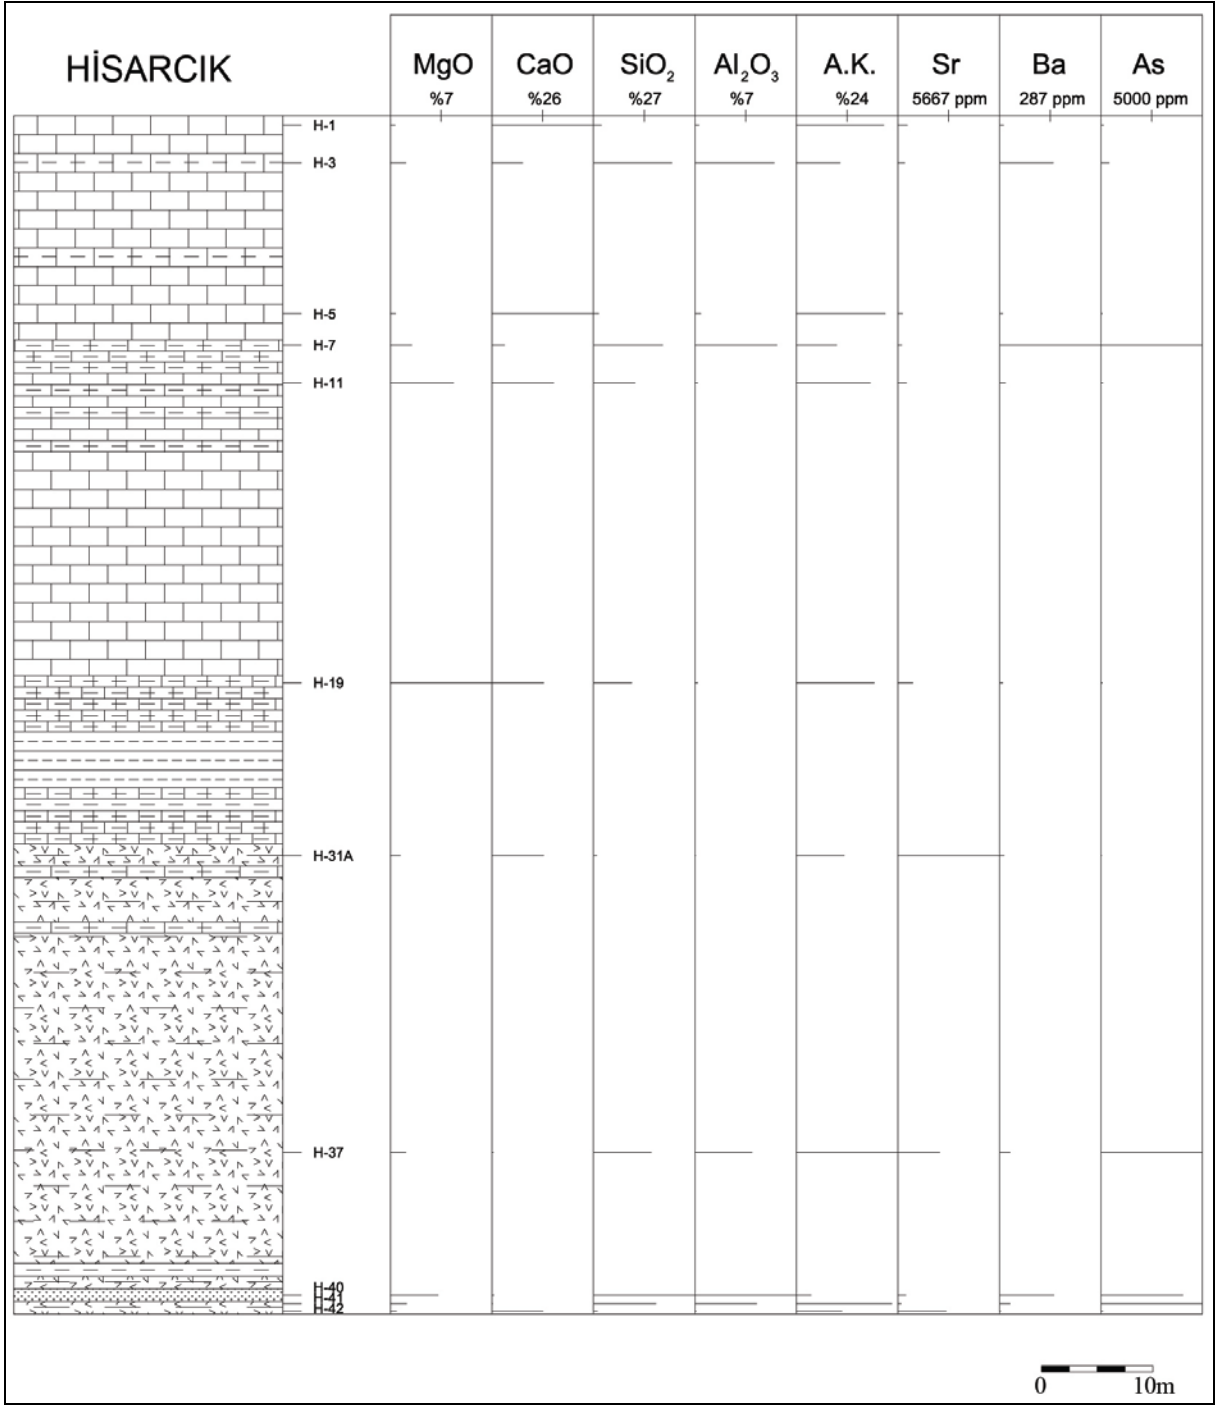 HİSARCIK
MgO CaO SiO₂ Al₂O₃ A.K. Sr Ba As
%7 %26 %27 %7 %24 5667 ppm 287 ppm 5000 ppm
H-1
H-3
H-5
H-7
H-11
H-19
H-31A
H-37
H-40
H-41
H-42
0 10m